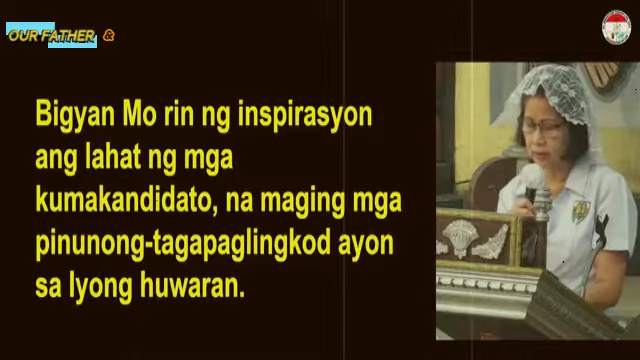 OUR FATHER &
Bigyan Mo rin ng inspirasyon
ang lahat ng mga
kumakandidato, na maging mga
pinunong-tagapaglingkod ayon
sa Iyong huwaran.